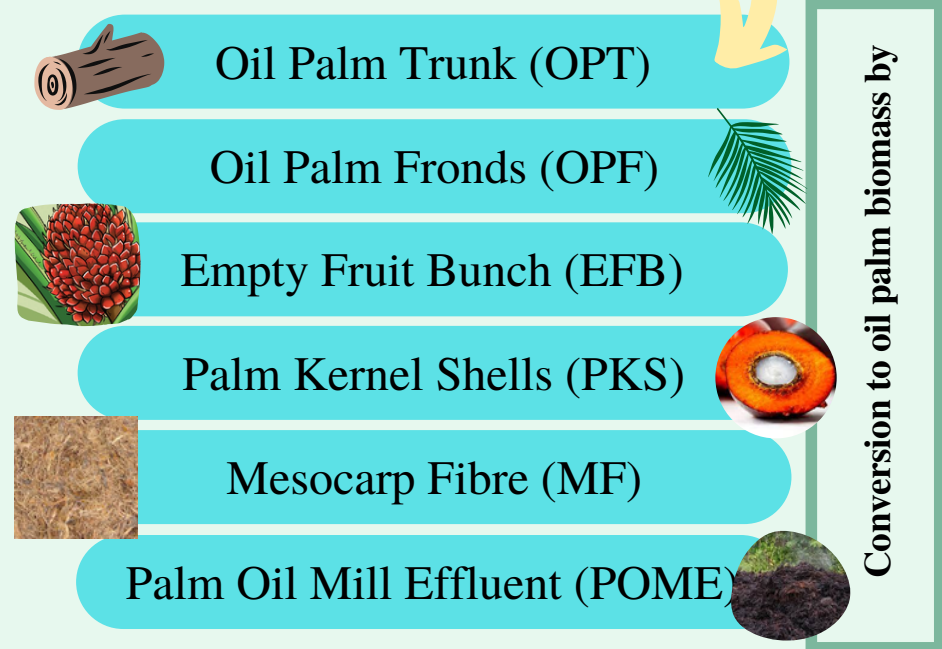 Oil Palm Trunk (OPT)
Oil Palm Fronds (OPF)
Empty Fruit Bunch (EFB)
Palm Kernel Shells (PKS)
Mesocarp Fibre (MF)
Palm Oil Mill Effluent (POME)
Conversion to oil palm biomass by